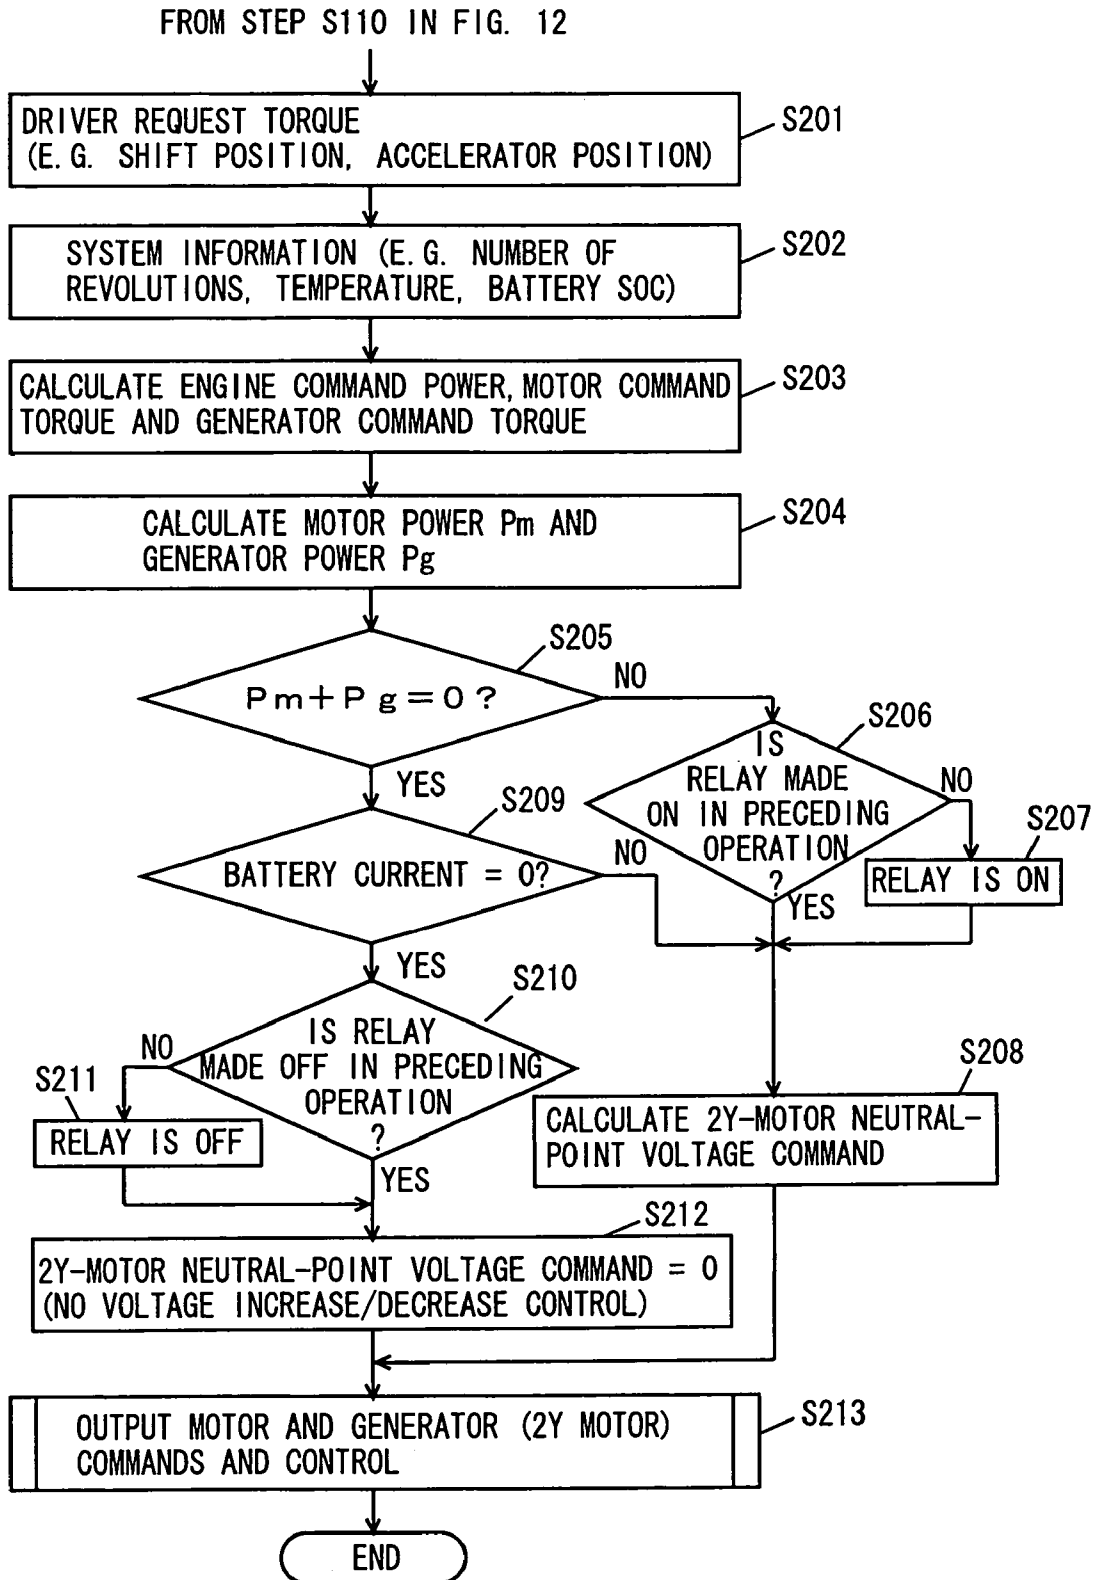 FROM STEP S110 IN FIG. 12
DRIVER REQUEST TORQUE
(E.G. SHIFT POSITION, ACCELERATOR POSITION)
S201
SYSTEM INFORMATION (E.G. NUMBER OF
REVOLUTIONS, TEMPERATURE, BATTERY SOC)
S202
CALCULATE ENGINE COMMAND POWER, MOTOR COMMAND
TORQUE AND GENERATOR COMMAND TORQUE
S203
CALCULATE MOTOR POWER Pm AND
GENERATOR POWER Pg
S204
S205
Pm+Pg=0?
NO
YES
S206
IS
RELAY MADE
ON IN PRECEDING
OPERATION
?
NO
YES
S207
RELAY IS ON
S209
BATTERY CURRENT = 0?
NO
YES
S210
IS RELAY
MADE OFF IN PRECEDING
OPERATION
?
NO
YES
S211
RELAY IS OFF
S208
CALCULATE 2Y-MOTOR NEUTRAL-
POINT VOLTAGE COMMAND
S212
2Y-MOTOR NEUTRAL-POINT VOLTAGE COMMAND = 0
(NO VOLTAGE INCREASE/DECREASE CONTROL)
OUTPUT MOTOR AND GENERATOR (2Y MOTOR)
COMMANDS AND CONTROL
S213
END